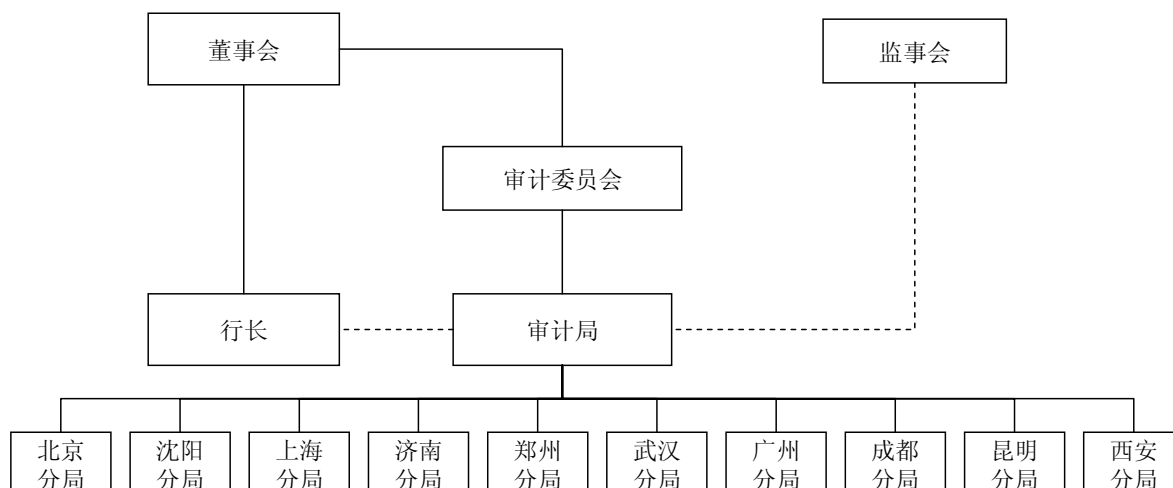 董事会
监事会
审计委员会
行长
审计局
北京
分局
沈阳
分局
上海
分局
济南
分局
郑州
分局
武汉
分局
广州
分局
成都
分局
昆明
分局
西安
分局